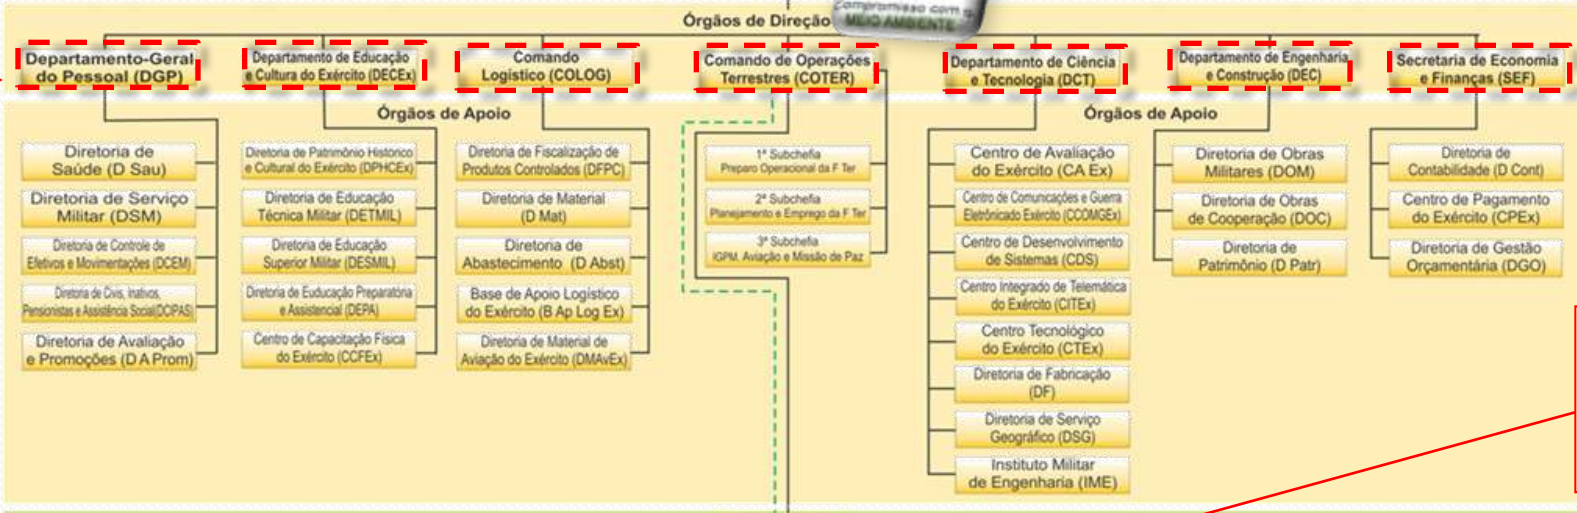 Compromisso com o
MEIO AMBIENTE
Órgãos de Direção
Departamento-Geral
do Pessoal (DGP)
Departamento de Educação
e Cultura do Exército (DECEx)
Comando
Logístico (COLOG)
Comando de Operações
Terrestres (COTER)
Departamento de Ciência
e Tecnologia (DCT)
Departamento de Engenharia
e Construção (DEC)
Secretaria de Economia
e Finanças (SEF)
Órgãos de Apoio
Órgãos de Apoio
Diretoria de
Saúde (D Sau)
Diretoria de Serviço
Militar (DSM)
Diretoria de Controle de
Efetivos e Movimentações (DCEM)
Diretoria de Civis, Inativos,
Pensionistas e Assistência Social(DCIPAS)
Diretoria de Avaliação
e Promoções (D A Prom)
Diretoria de Patrimônio Histórico
e Cultural do Exército (DPHCEx)
Diretoria de Educação
Técnica Militar (DETMIL)
Diretoria de Educação
Superior Militar (DESMIL)
Diretoria de Euducação Preparatória
e Assistencial (DEPA)
Centro de Capacitação Física
do Exército (CCFEx)
Diretoria de Fiscalização de
Produtos Controlados (DFPC)
Diretoria de Material
(D Mat)
Diretoria de
Abastecimento (D Abst)
Base de Apoio Logístico
do Exército (B Ap Log Ex)
Diretoria de Material de
Aviação do Exército (DMAvEx)
1ª Subchefia
Preparo Operacional da F Ter
2ª Subchefia
Planejamento e Emprego da F Ter
3ª Subchefia
IGPM, Aviação e Missão de Paz
Centro de Avaliação
do Exército (CA Ex)
Centro de Comunicações e Guerra
Eletrônicado Exército (CCOMGEx)
Centro de Desenvolvimento
de Sistemas (CDS)
Centro Integrado de Telemática
do Exército (CITEx)
Centro Tecnológico
do Exército (CTEx)
Diretoria de Fabricação
(DF)
Diretoria de Serviço
Geográfico (DSG)
Instituto Militar
de Engenharia (IME)
Diretoria de Obras
Militares (DOM)
Diretoria de Obras
de Cooperação (DOC)
Diretoria de
Patrimônio (D Patr)
Diretoria de
Contabilidade (D Cont)
Centro de Pagamento
do Exército (CPEx)
Diretoria de Gestão
Orçamentária (DGO)